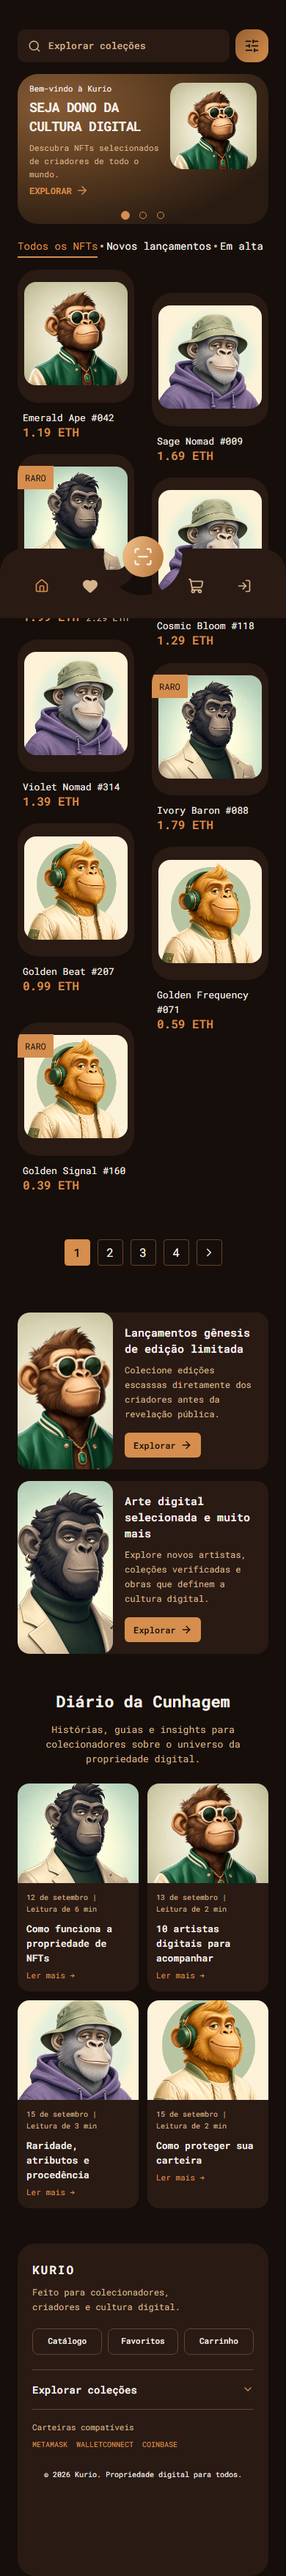 Explorar coleções
Bem-vindo à Kurio
SEJA DONO DA
CULTURA DIGITAL
Descubra NFTs selecionados
de criadores de todo o
mundo.
EXPLORAR →
Todos os NFTs • Novos lançamentos • Em alta
Emerald Ape #042
1.19 ETH
Sage Nomad #009
1.69 ETH
RARO
Cosmic Bloom #118
1.29 ETH
Violet Nomad #314
1.39 ETH
RARO
Ivory Baron #088
1.79 ETH
Golden Beat #207
0.99 ETH
Golden Frequency
#071
0.59 ETH
RARO
Golden Signal #160
0.39 ETH
1 2 3 4 >
Lançamentos gênesis
de edição limitada
Colecione edições
escassas diretamente dos
criadores antes da
revelação pública.
Explorar →
Arte digital
selecionada e muito
mais
Explore novos artistas,
coleções verificadas e
obras que definem a
cultura digital.
Explorar →
Diário da Cunhagem
Histórias, guias e insights para
colecionadores sobre o universo da
propriedade digital.
12 de setembro |
Leitura de 6 min
Como funciona a
propriedade de
NFTs
Ler mais →
13 de setembro |
Leitura de 2 min
10 artistas
digitais para
acompanhar
Ler mais →
15 de setembro |
Leitura de 3 min
Raridade,
atributos e
procedência
Ler mais →
15 de setembro |
Leitura de 2 min
Como proteger sua
carteira
Ler mais →
KURIO
Feito para colecionadores,
criadores e cultura digital.
Catálogo Favoritos Carrinho
Explorar coleções
Carteiras compatíveis
METAMASK WALLETCONNECT COINBASE
© 2026 Kurio. Propriedade digital para todos.